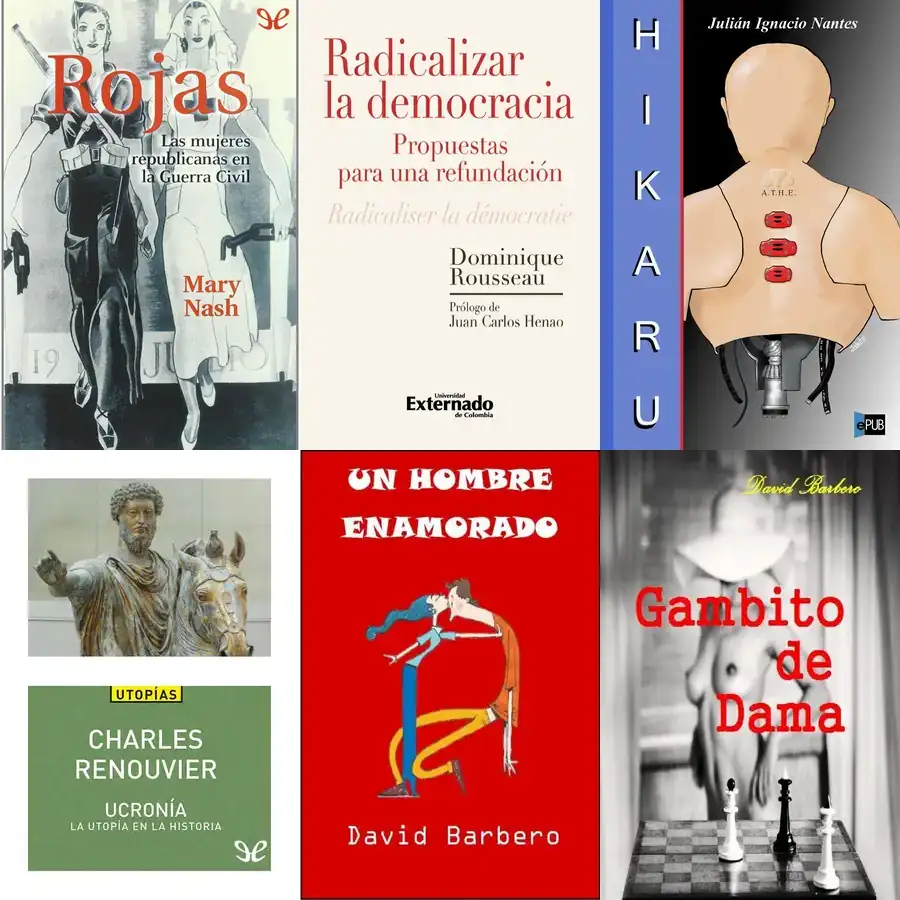 Rojas
Las mujeres
republicanas en
la Guerra Civil
Mary
Nash
19 JULIO
Radicalizar
la democracia
Propuestas
para una refundación
Radicaliser la démocratie
Dominique
Rousseau
Prólogo de
Juan Carlos Henao
Universidad
Externado
de Colombia
H
I
K
A
R
U
Julián Ignacio Nantes
A.T.H.E.
ePUB
UTOPÍAS
CHARLES
RENOUVIER
UCRONÍA
LA UTOPÍA EN LA HISTORIA
UN HOMBRE
ENAMORADO
David Barbero
David Barbero
Gambito
de
Dama